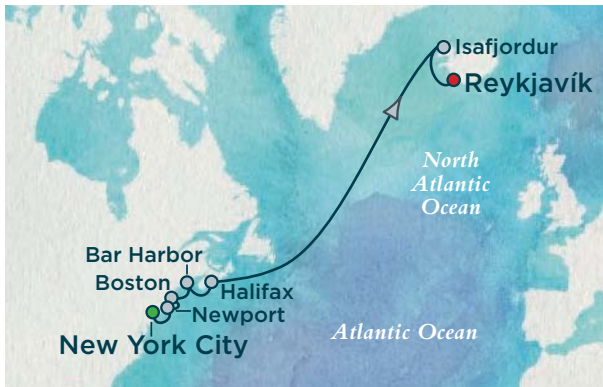 Isafjordur
Reykjavík
North
Atlantic
Ocean
Bar Harbor
Boston
Halifax
Newport
Atlantic Ocean
New York City